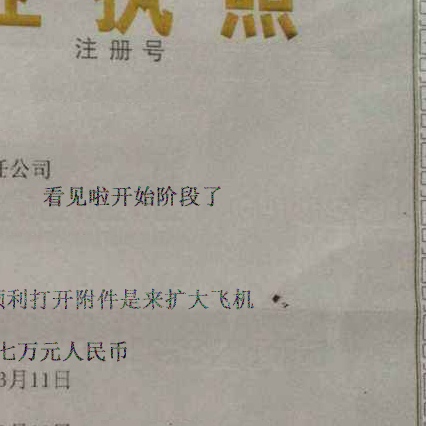 业执照
注册号
任公司
看见啦开始阶段了
顺利打开附件是来扩大飞机
七万元人民币
3月11日